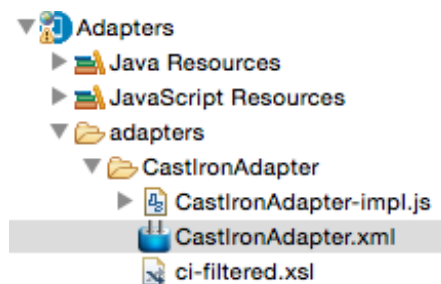 Adapters
Java Resources
JavaScript Resources
adapters
CastIronAdapter
CastIronAdapter-impl.js
CastIronAdapter.xml
ci-filtered.xsl